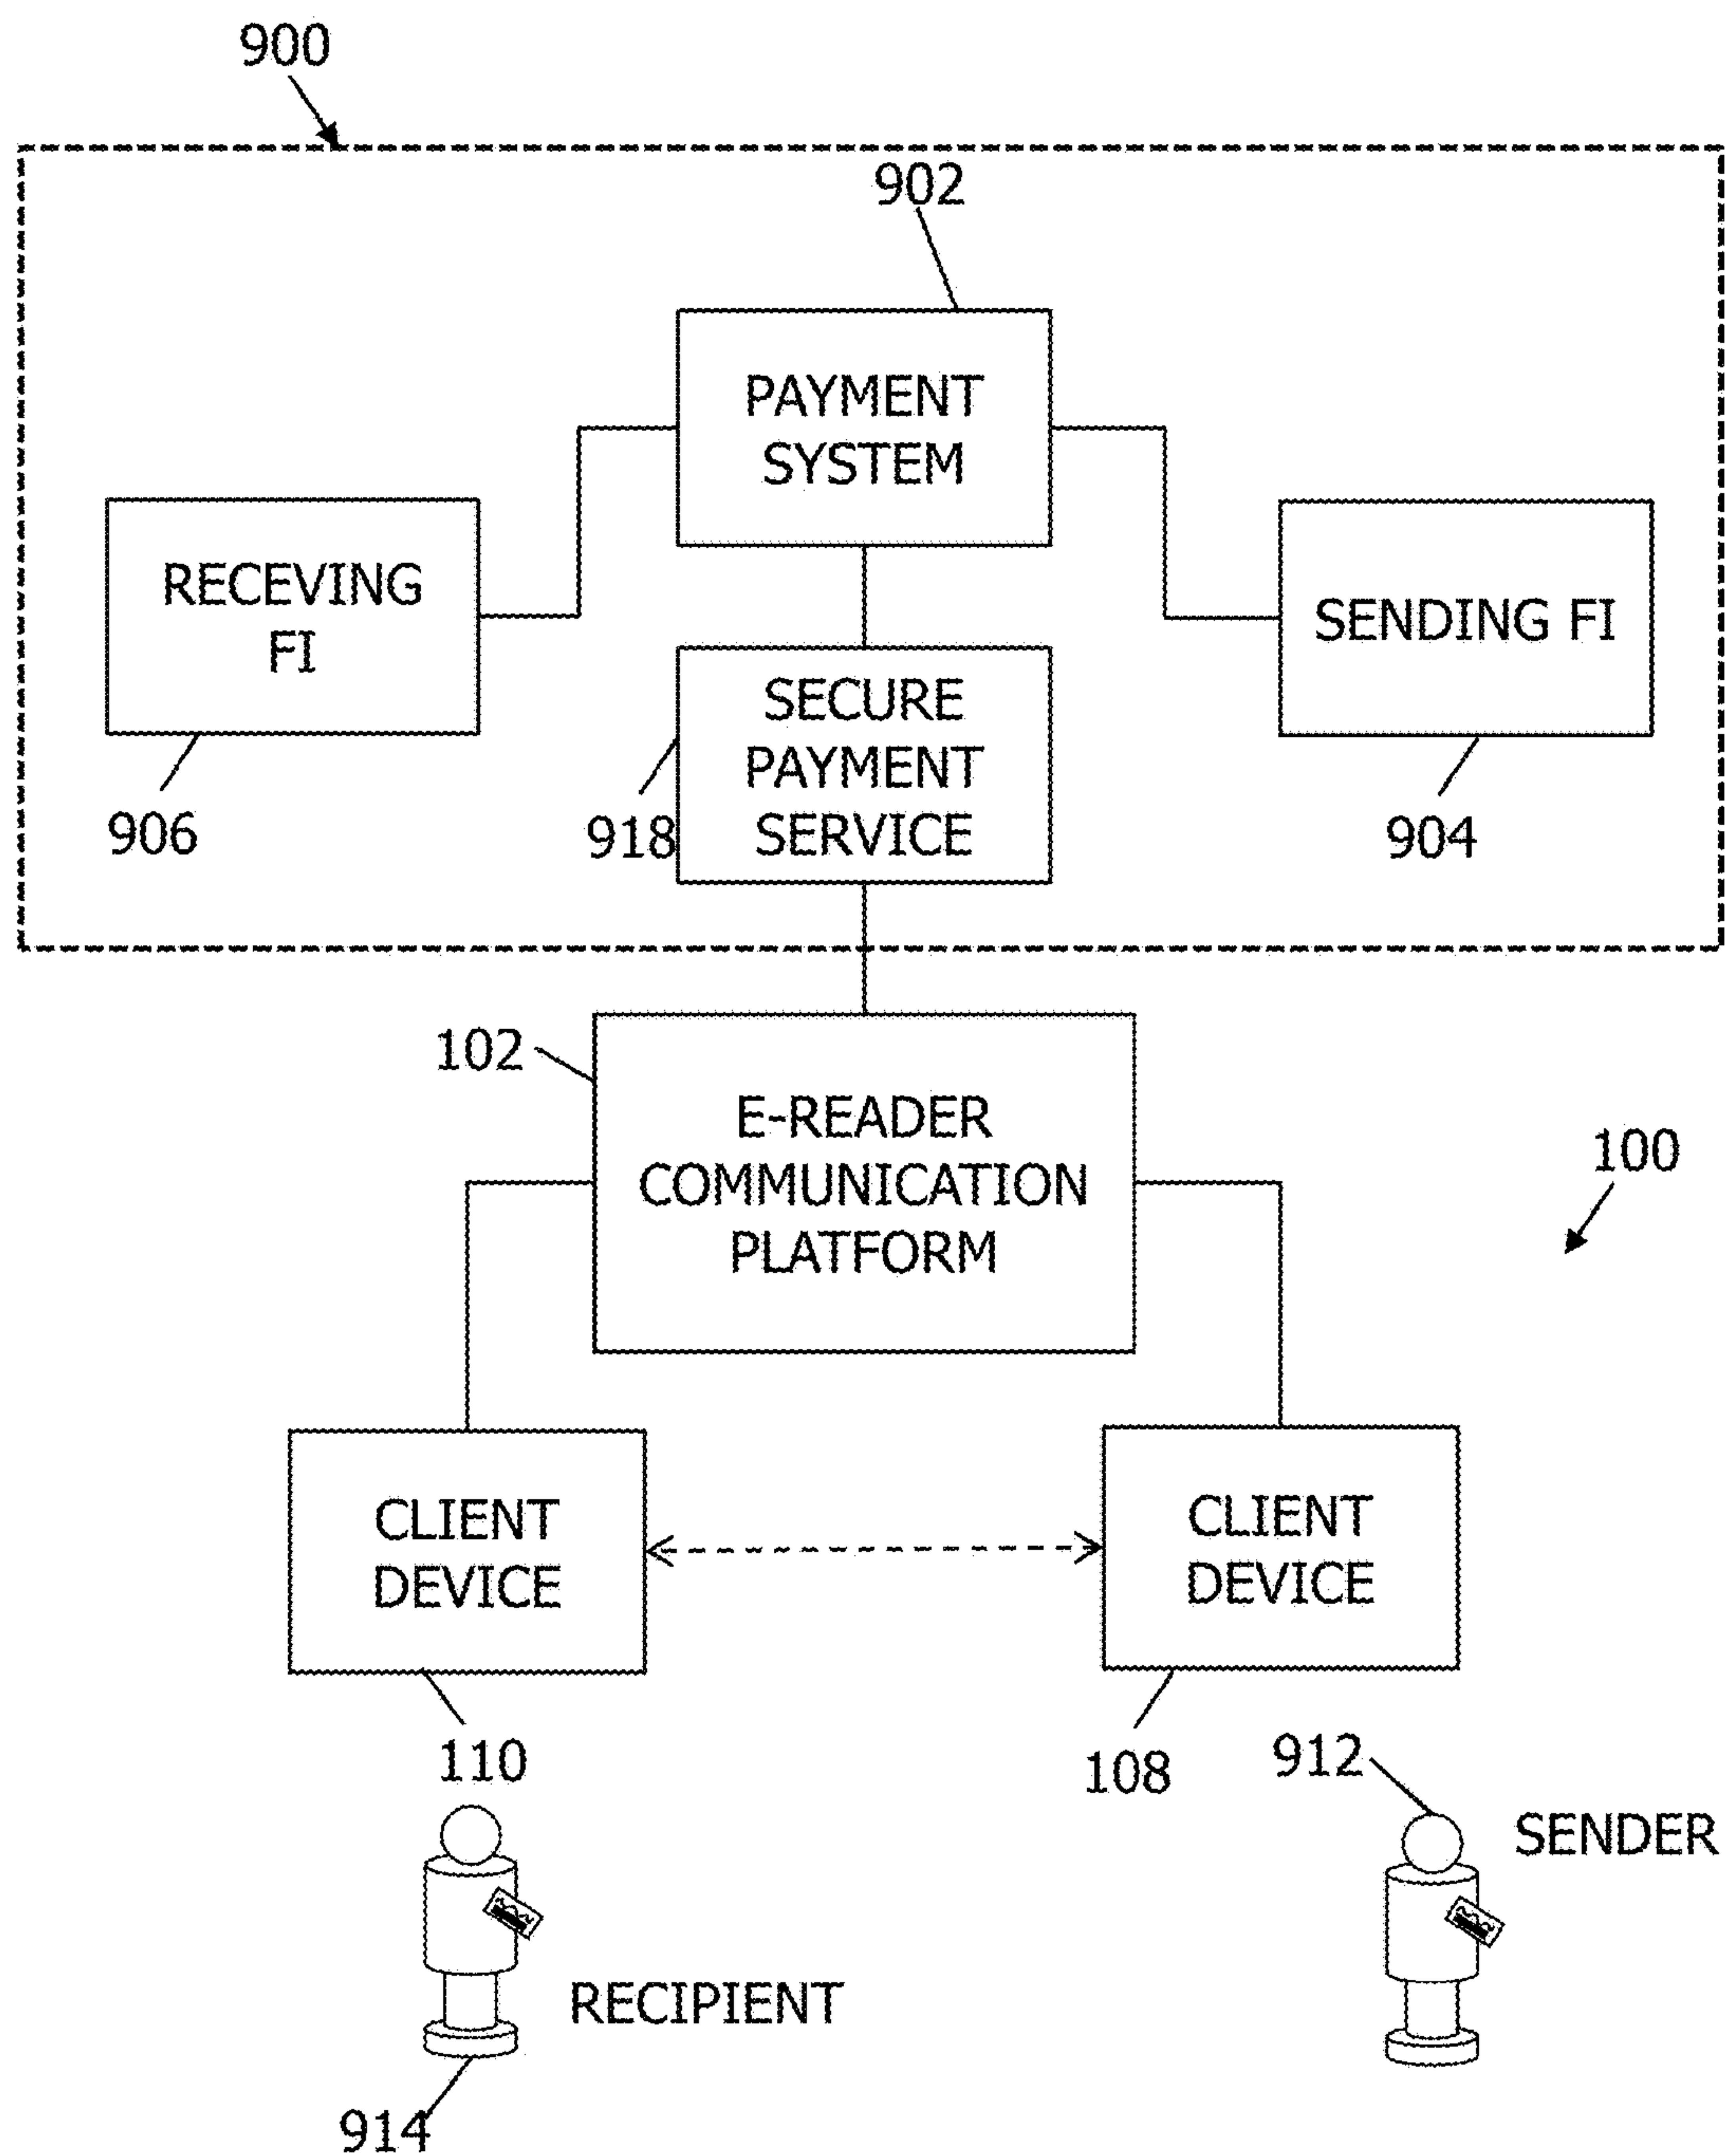 900
902
PAYMENT
SYSTEM
RECEVING
FI
SENDING FI
SECURE
PAYMENT
SERVICE
906
918
904
102
E-READER
COMMUNICATION
PLATFORM
100
CLIENT
DEVICE
CLIENT
DEVICE
110
108
912
SENDER
RECIPIENT
914